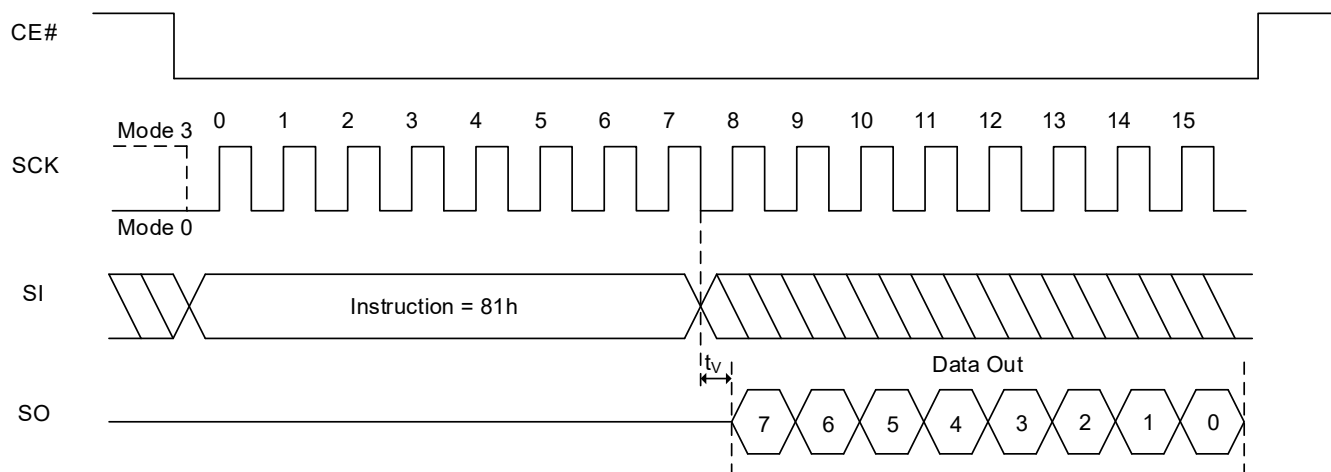 CE#
Mode 3
0 1 2 3 4 5 6 7 8 9 10 11 12 13 14 15
SCK
Mode 0
SI
Instruction = 81h
tV
Data Out
SO
7 6 5 4 3 2 1 0